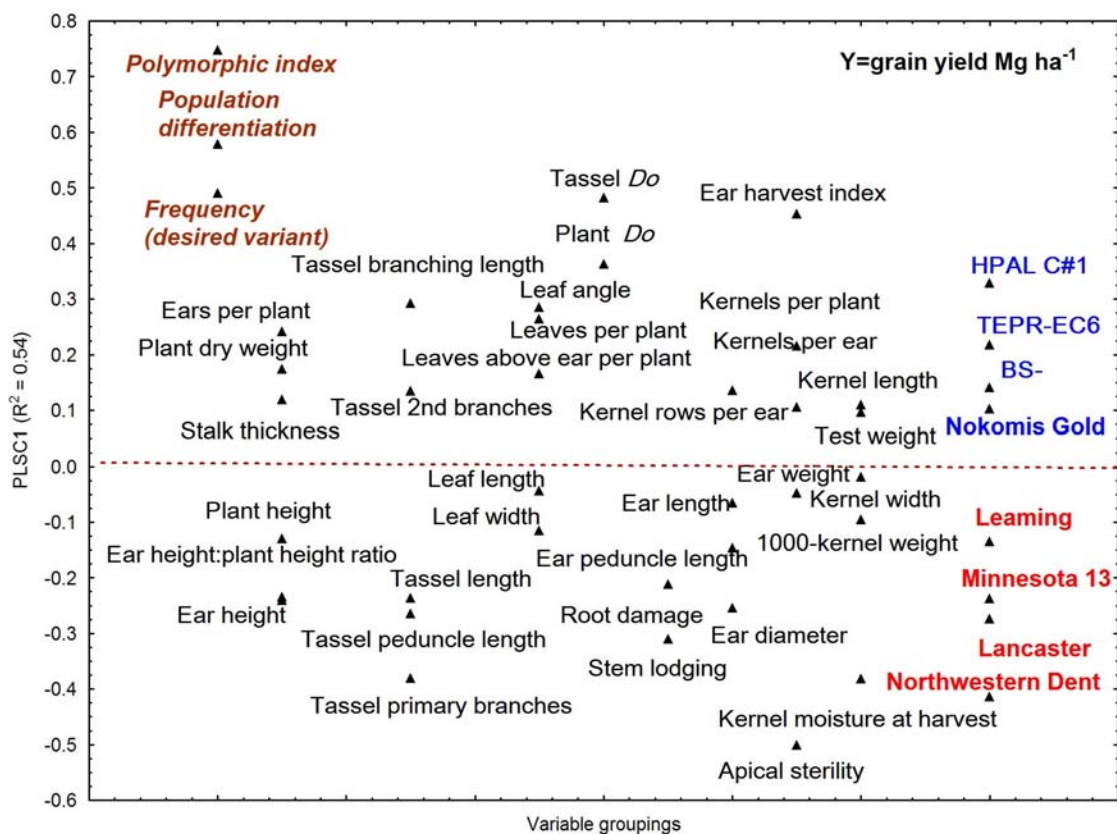 0.8
0.7
0.6
0.5
0.4
0.3
0.2
0.1
0.0
-0.1
-0.2
-0.3
-0.4
-0.5
-0.6
PLSC1 (R² = 0.54)
Variable groupings
Y=grain yield Mg ha⁻¹
Polymorphic index
Population
differentiation
Frequency
(desired variant)
Tassel Do
Ear harvest index
Plant Do
Tassel branching length
HPAL C#1
Leaf angle
Kernels per plant
Ears per plant
Leaves per plant
TEPR-EC6
Plant dry weight
Kernels per ear
Leaves above ear per plant
BS-
Kernel length
Tassel 2nd branches
Kernel rows per ear
Stalk thickness
Test weight
Nokomis Gold
Leaf length
Ear weight
Plant height
Leaf width
Ear length
Kernel width
Leaming
Ear height:plant height ratio
Ear peduncle length
1000-kernel weight
Tassel length
Minnesota 13
Ear height
Root damage
Ear diameter
Tassel peduncle length
Lancaster
Stem lodging
Northwestern Dent
Tassel primary branches
Kernel moisture at harvest
Apical sterility